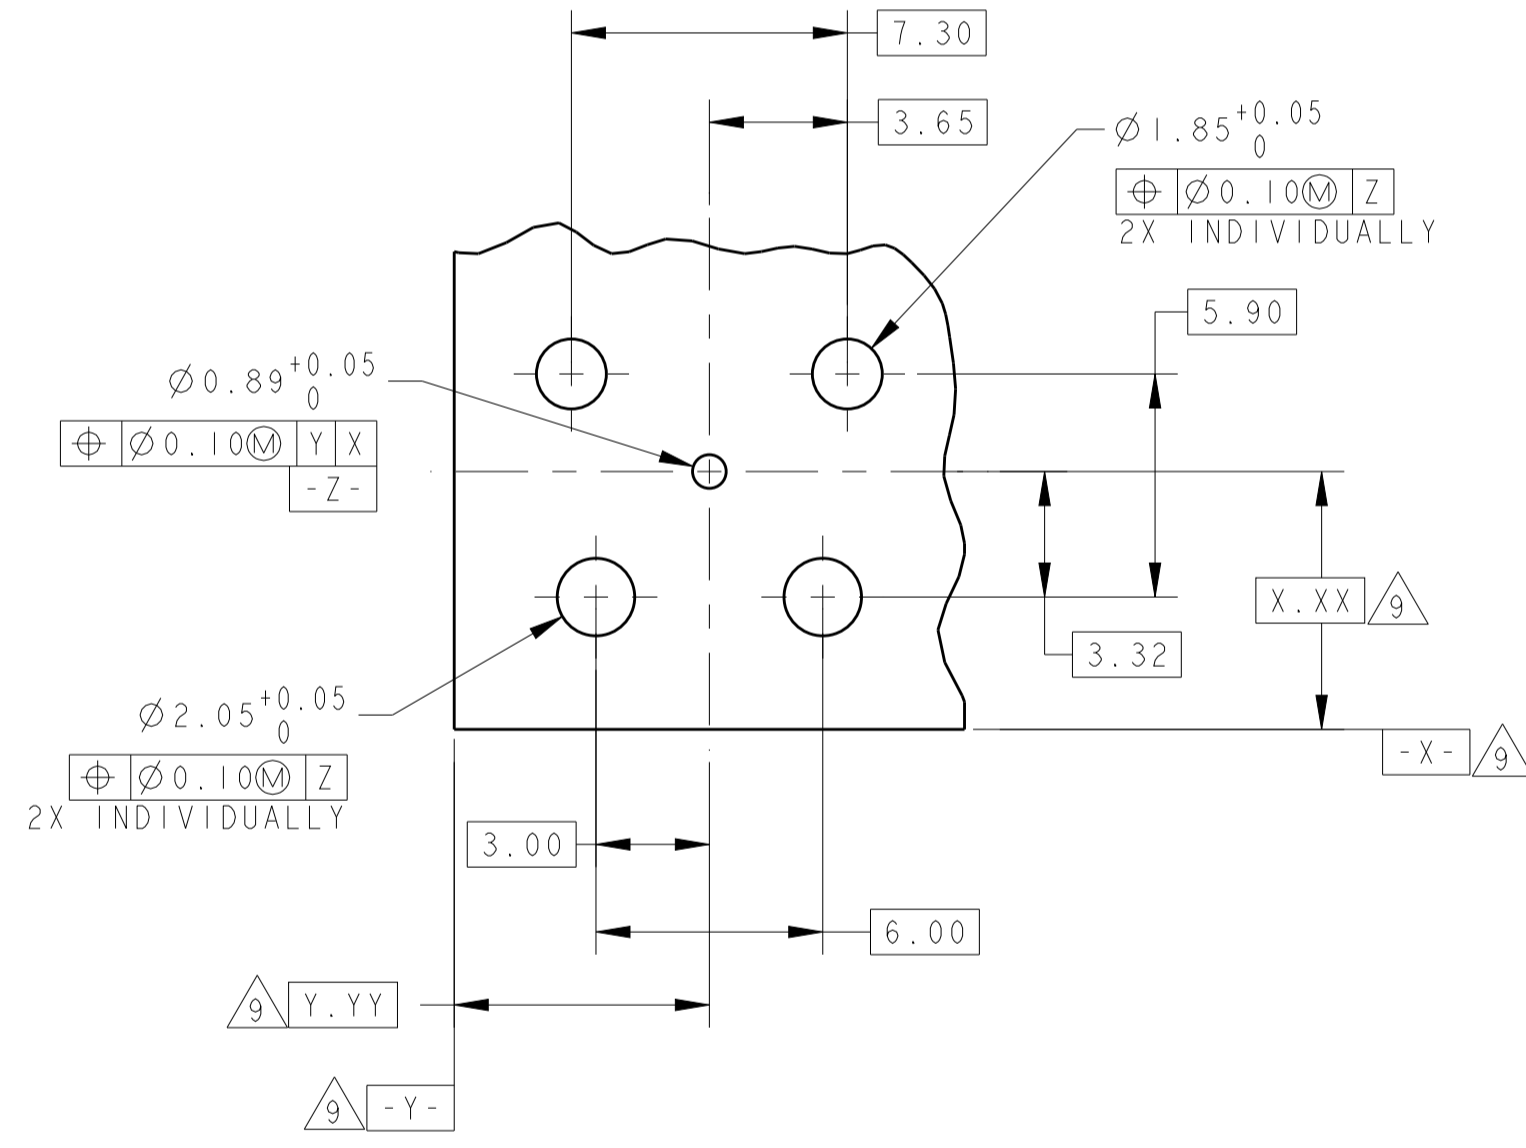 7.30
3.65
Ø1.85 +0.05
0
⌖ Ø0.10Ⓜ Z
2X INDIVIDUALLY
5.90
Ø0.89 +0.05
0
⌖ Ø0.10Ⓜ Y X
-Z-
X.XX 9
3.32
Ø2.05 +0.05
0
⌖ Ø0.10Ⓜ Z
2X INDIVIDUALLY
-X- 9
3.00
6.00
9 Y.YY
9 -Y-